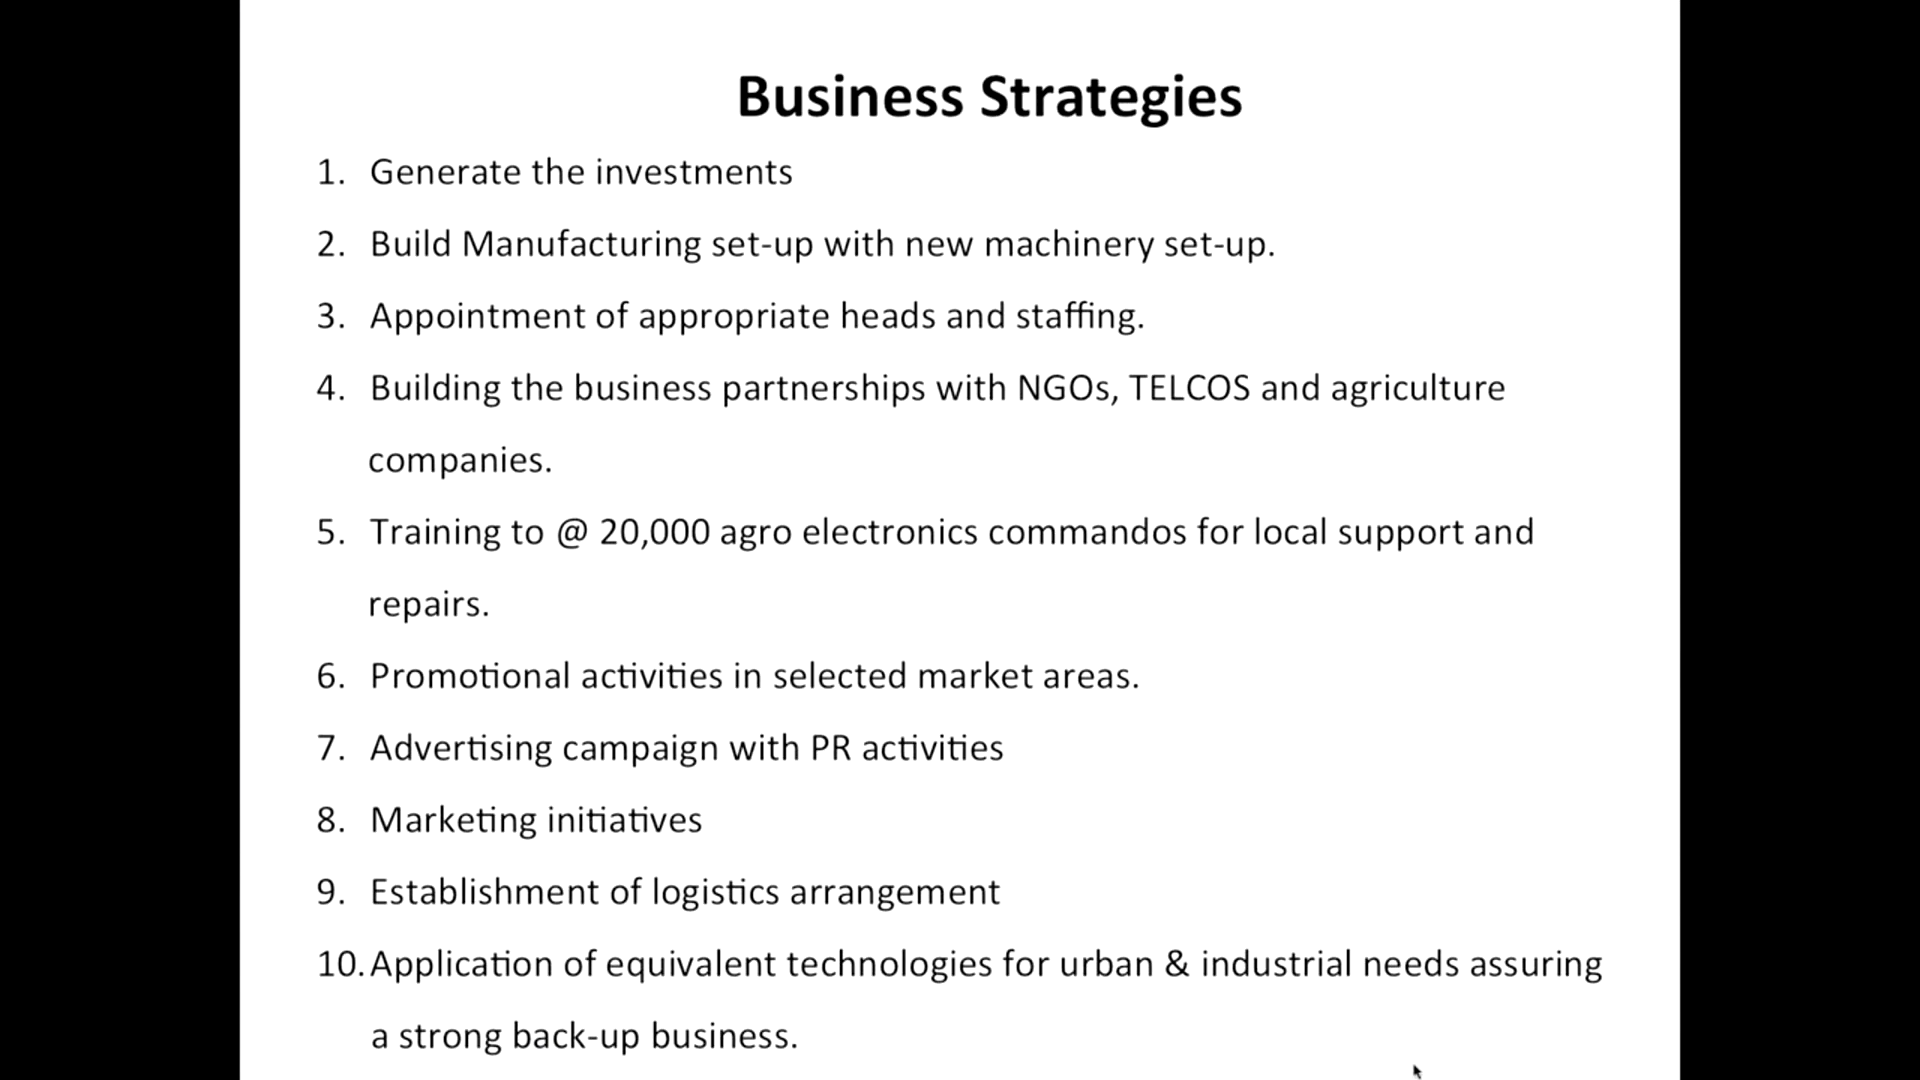 Business Strategies
1. Generate the investments
2. Build Manufacturing set-up with new machinery set-up.
3. Appointment of appropriate heads and staffing.
4. Building the business partnerships with NGOs, TELCOS and agriculture
companies.
5. Training to @ 20,000 agro electronics commandos for local support and
repairs.
6. Promotional activities in selected market areas.
7. Advertising campaign with PR activities
8. Marketing initiatives
9. Establishment of logistics arrangement
10. Application of equivalent technologies for urban & industrial needs assuring
a strong back-up business.